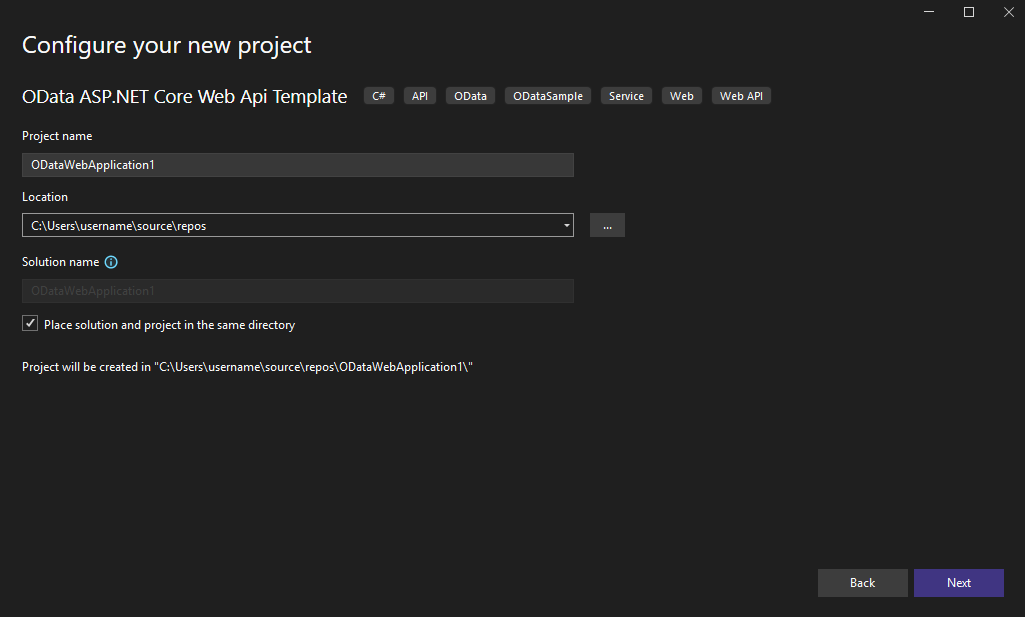 Configure your new project
OData ASP.NET Core Web Api Template C# API OData ODataSample Service Web Web API
Project name
ODataWebApplication1
Location
C:\Users\username\source\repos ...
Solution name
ODataWebApplication1
Place solution and project in the same directory
Project will be created in "C:\Users\username\source\repos\ODataWebApplication1\"
Back Next